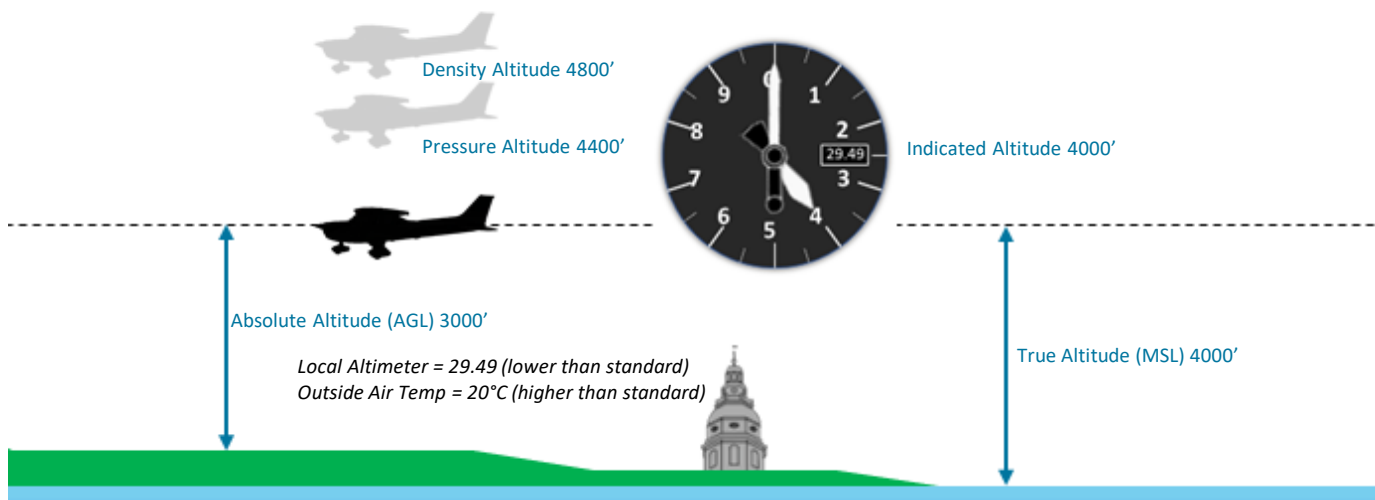 Density Altitude 4800’
Pressure Altitude 4400’
0
1
2
3
4
5
6
7
8
9
29.49
Indicated Altitude 4000’
Absolute Altitude (AGL) 3000’
Local Altimeter = 29.49 (lower than standard)
Outside Air Temp = 20°C (higher than standard)
True Altitude (MSL) 4000’